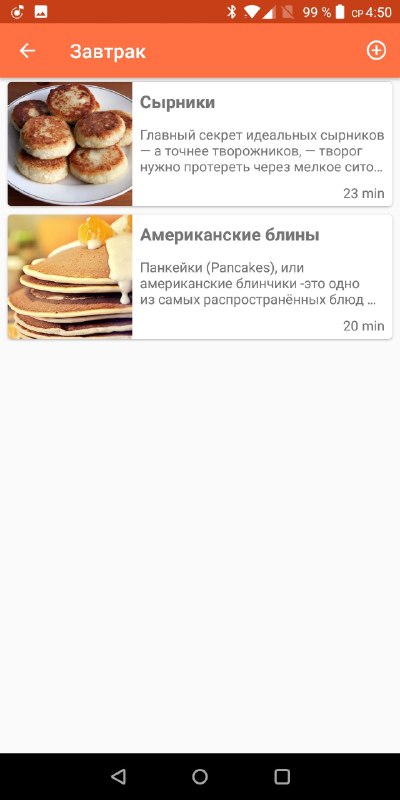 99 % ср 4:50
Завтрак
Сырники
Главный секрет идеальных сырников
— а точнее творожников, — творог
нужно протереть через мелкое сито...
23 min
Американские блины
Панкейки (Pancakes), или
американские блинчики -это одно
из самых распространённых блюд ...
20 min